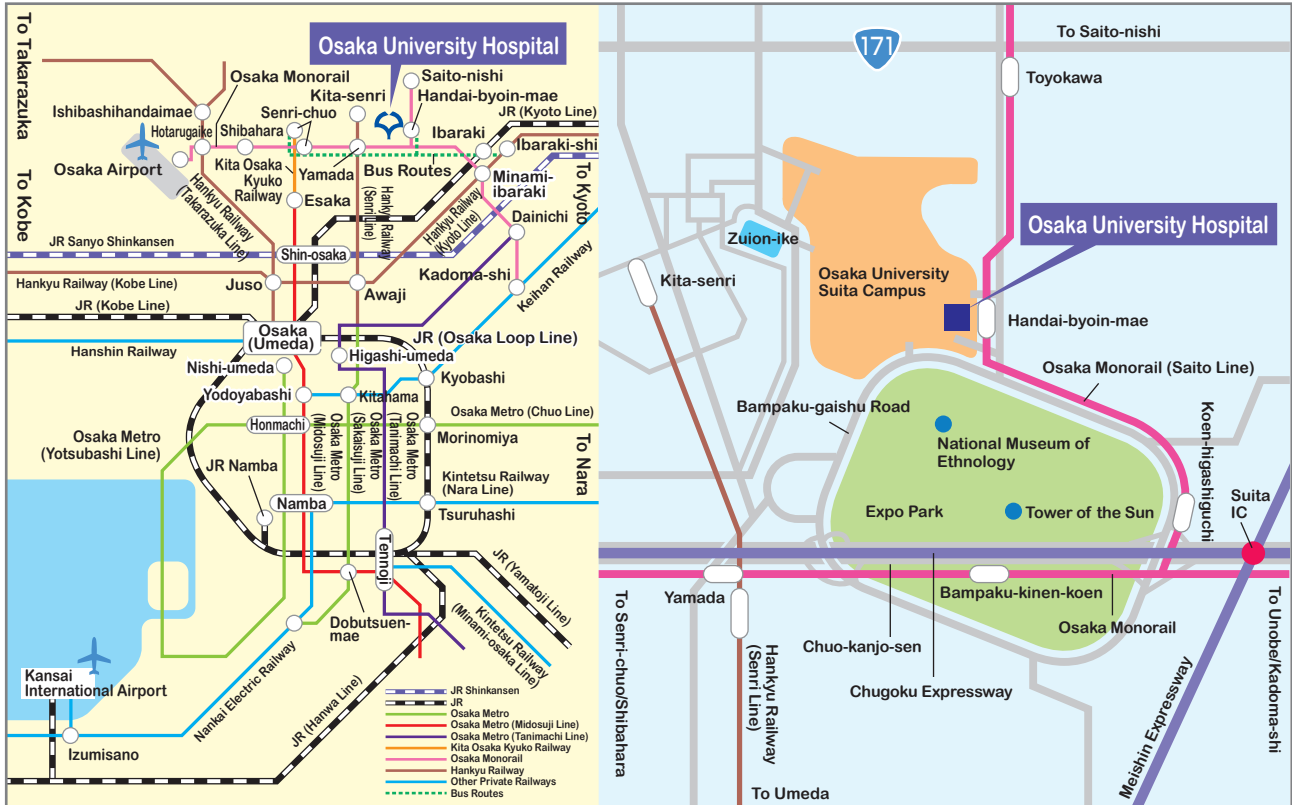 To Takarazuka
Osaka University Hospital
Osaka Monorail
Saito-nishi
Kita-senri
Handai-byoin-mae
Ishibashihandaimae
Senri-chuo
JR (Kyoto Line)
Hotarugaike
Shibahara
Ibaraki
Ibaraki-shi
Osaka Airport
Kita Osaka
Kyuko
Railway
Yamada
Bus Routes
Minami-
ibaraki
To Kobe
Hankyu Railway
(Takarazuka Line)
Esaka
Hankyu Railway
(Senri Line)
Hankyu Railway
(Kyoto Line)
Dainichi
To Kyoto
JR Sanyo Shinkansen
Shin-osaka
Kadoma-shi
Keihan Railway
Hankyu Railway (Kobe Line)
Juso
Awaji
JR (Kobe Line)
Osaka
(Umeda)
JR (Osaka Loop Line)
Hanshin Railway
Higashi-umeda
Nishi-umeda
Kyobashi
Yodoyabashi
Kitahama
Osaka Metro (Chuo Line)
Honmachi
Osaka Metro
(Midosuji Line)
Osaka Metro
(Sakaisuji Line)
Osaka Metro
(Tanimachi Line)
Morinomiya
Osaka Metro
(Yotsubashi Line)
To Nara
JR Namba
Kintetsu Railway
(Nara Line)
Namba
Tsuruhashi
Tennoji
JR (Yamatoji Line)
Dobutsuen-
mae
Kintetsu Railway
(Minami-osaka Line)
Kansai
International Airport
Nankai Electric Railway
JR (Hanwa Line)
Izumisano
JR Shinkansen
JR
Osaka Metro
Osaka Metro (Midosuji Line)
Osaka Metro (Tanimachi Line)
Kita Osaka Kyuko Railway
Osaka Monorail
Hankyu Railway
Other Private Railways
Bus Routes
171
To Saito-nishi
Toyokawa
Osaka University Hospital
Zuion-ike
Kita-senri
Osaka University
Suita Campus
Handai-byoin-mae
Osaka Monorail (Saito Line)
Bampaku-gaishu Road
National Museum of
Ethnology
Koen-higashiguchi
Suita
IC
Expo Park
Tower of the Sun
Yamada
Bampaku-kinen-koen
Osaka Monorail
To Senri-chuo/Shibahara
Hankyu Railway
(Senri Line)
Chuo-kanjo-sen
Chugoku Expressway
Meishin Expressway
To Unobe/Kadoma-shi
To Umeda